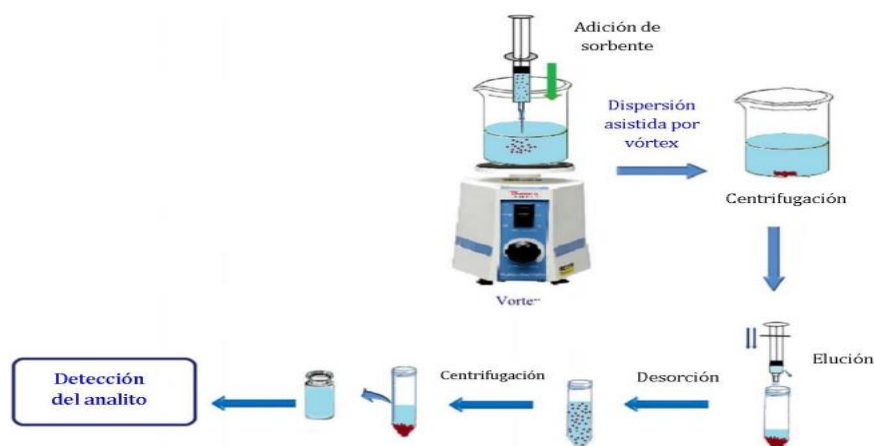 Adición de
sorbente
Dispersión
asistida por
vórtex
Centrifugación
Elución
Desorción
Centrifugación
Detección
del analito